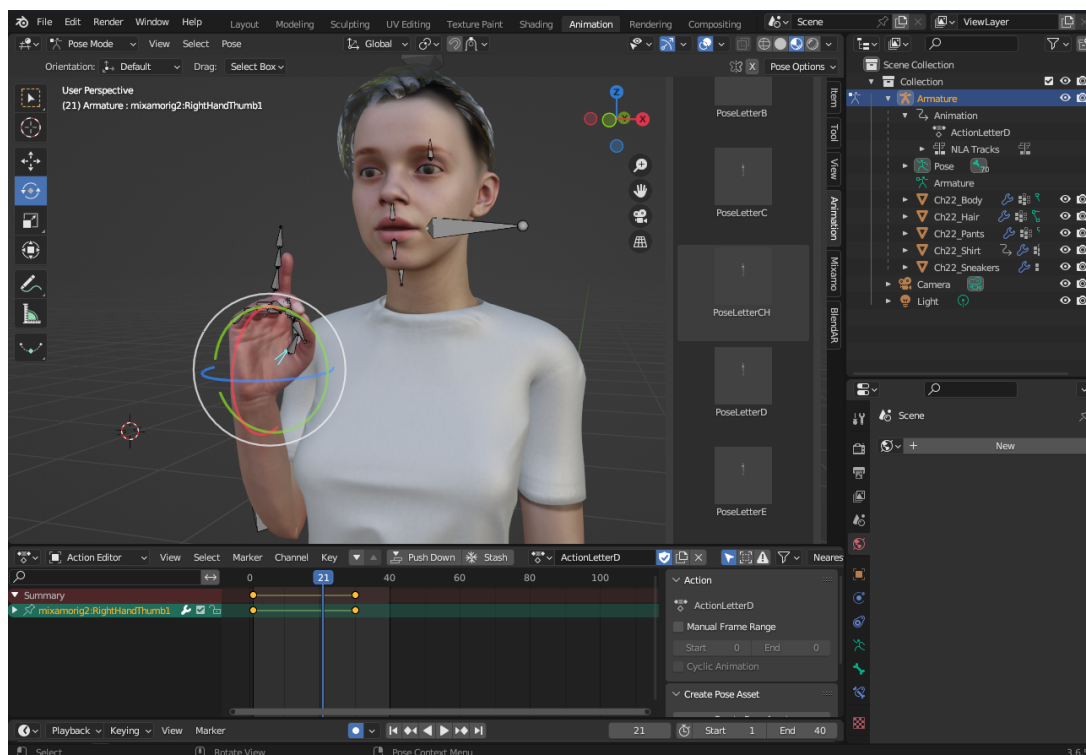 File Edit Render Window Help Layout Modeling Sculpting UV Editing Texture Paint Shading Animation Rendering Compositing Scene ViewLayer
Pose Mode View Select Pose Global
Orientation: Default Drag: Select Box X Pose Options
User Perspective
(21) Armature : mixamorig2:RightHandThumb1
Z
Y
X
PoseLetterB
PoseLetterC
PoseLetterCH
PoseLetterD
PoseLetterE
Item
Tool
View
Animation
Mixamo
BlendAR
Scene Collection
Collection
Armature
Animation
ActionLetterD
NLA Tracks
Pose 70
Armature
Ch22_Body
Ch22_Hair
Ch22_Pants
Ch22_Shirt
Ch22_Sneakers
Camera
Light
Scene
New
Action Editor View Select Marker Channel Key Push Down Stash ActionLetterD Neares
0 21 40 60 80 100
Summary
mixamorig2:RightHandThumb1
Action
ActionLetterD
Manual Frame Range
Start 0 End 0
Cyclic Animation
Create Pose Asset
Playback Keying View Marker 21 Start 1 End 40
Select Rotate View Pose Context Menu 3.6.